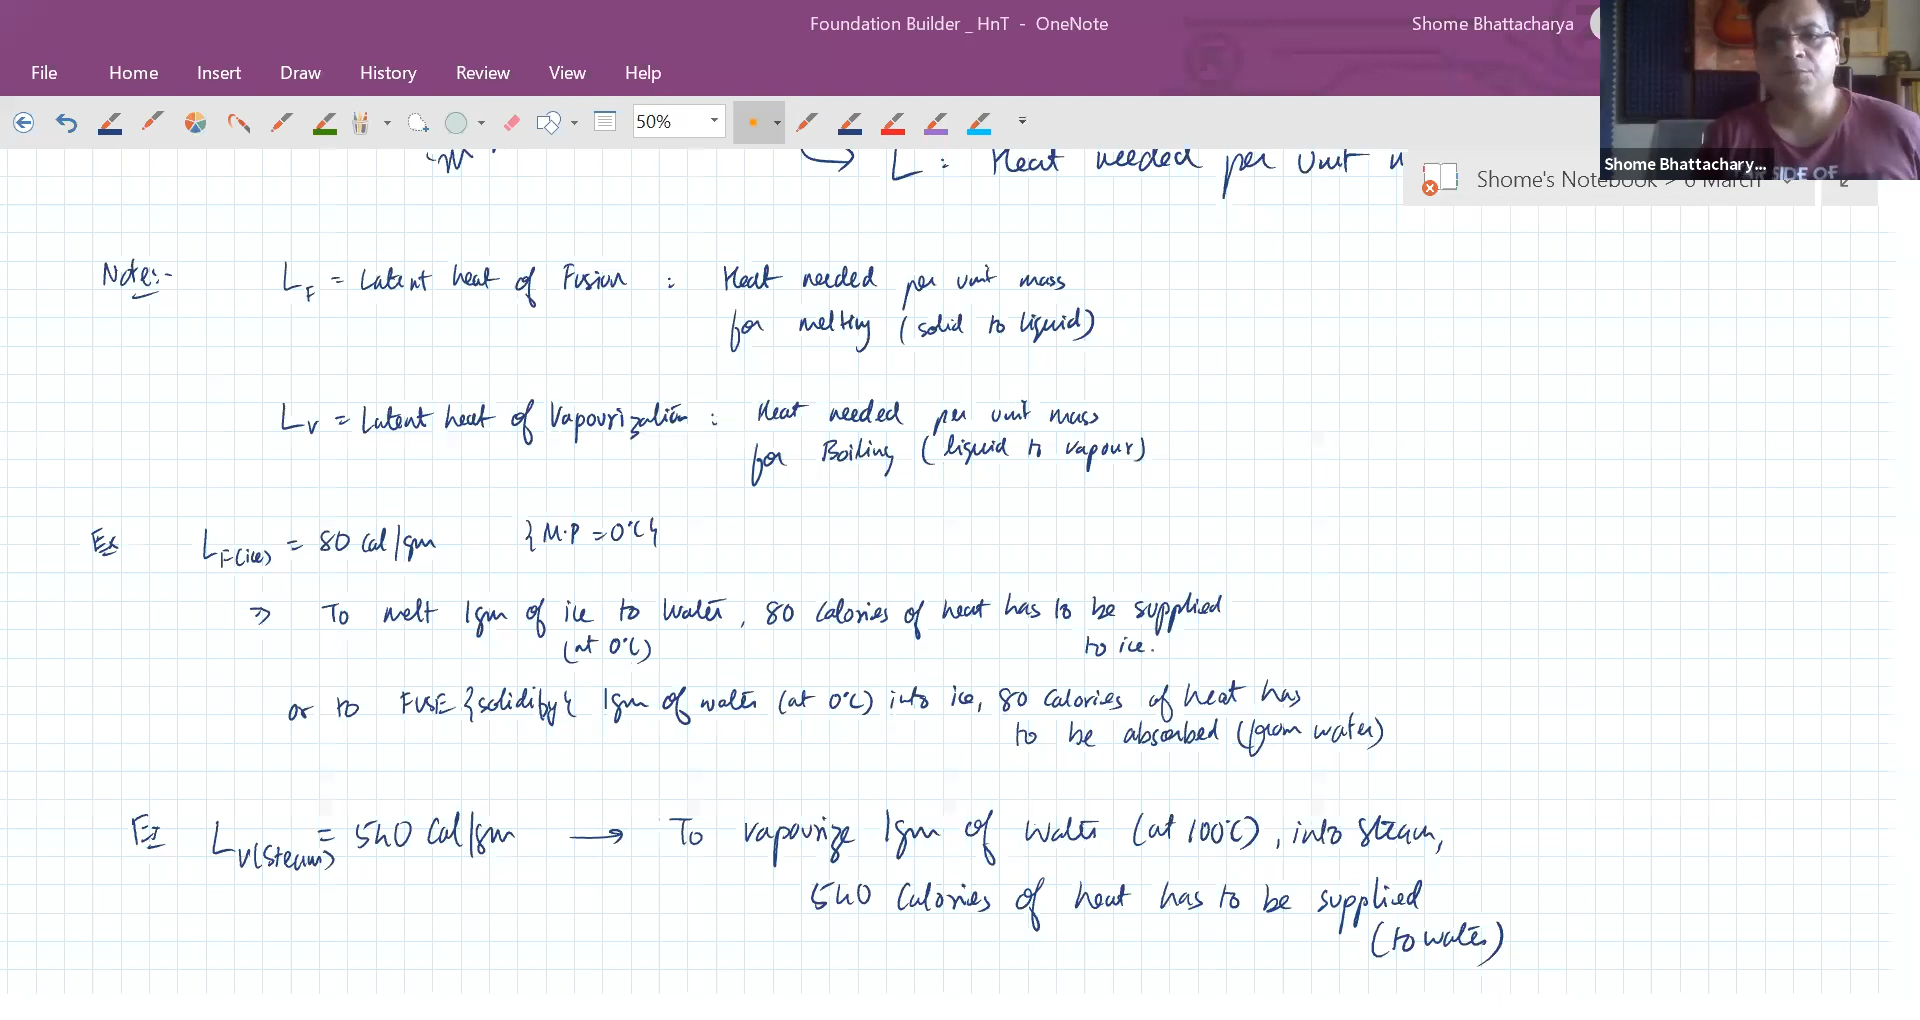 Foundation Builder _ HnT - OneNote
Shome Bhattacharya
File Home Insert Draw History Review View Help
50%
Shome Bhattachary...
SIDE OF
Shome's Notebook > 6 March
L : Heat needed per unit
Note:-
L_F = Latent heat of Fusion : Heat needed per unit mass
for melting (solid to liquid)
L_V = Latent heat of Vapourization : Heat needed per unit mass
for Boiling (liquid to vapour)
Ex L_F(ice) = 80 Cal/gm {M.P = 0°C}
⇒ To melt 1gm of ice to water, 80 calories of heat has to be supplied
(at 0°C) to ice.
or to FUSE {solidify} 1gm of water (at 0°C) into ice, 80 calories of heat has
to be absorbed (from water)
Ex L_V(steam) = 540 Cal/gm → To vapourize 1gm of water (at 100°C), into steam,
540 Calories of heat has to be supplied
(to water)